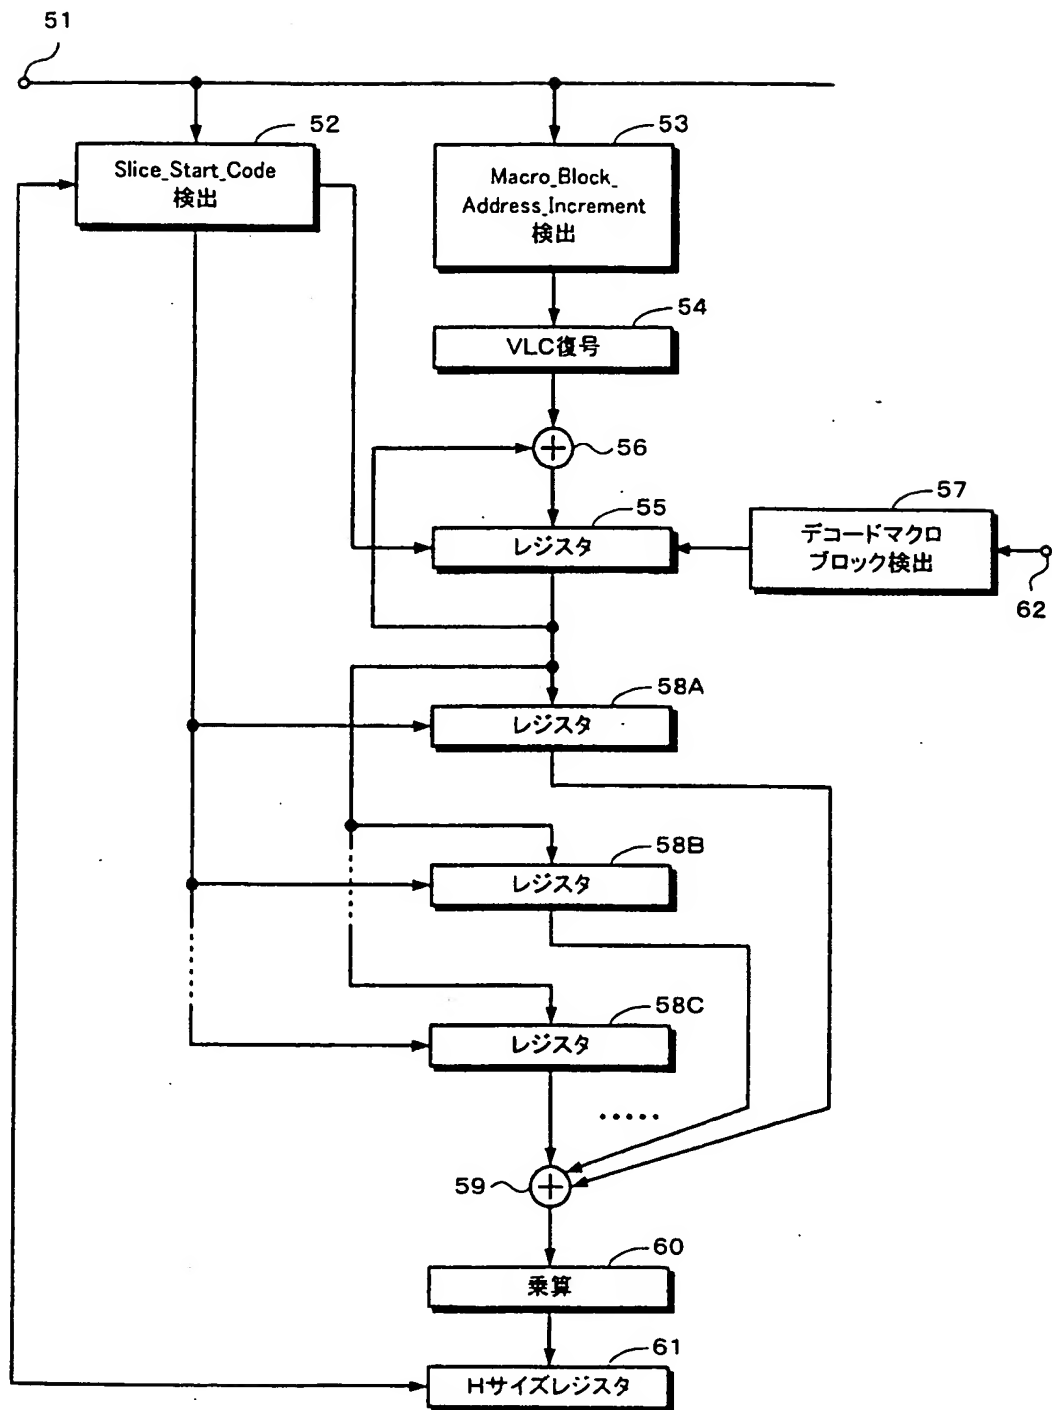 51
52
Slice_Start_Code
検出
53
Macro_Block_
Address_Increment
検出
54
VLC復号
56
55
レジスタ
57
デコードマクロ
ブロック検出
62
58A
レジスタ
58B
レジスタ
58C
レジスタ
59
60
乗算
61
Hサイズレジスタ